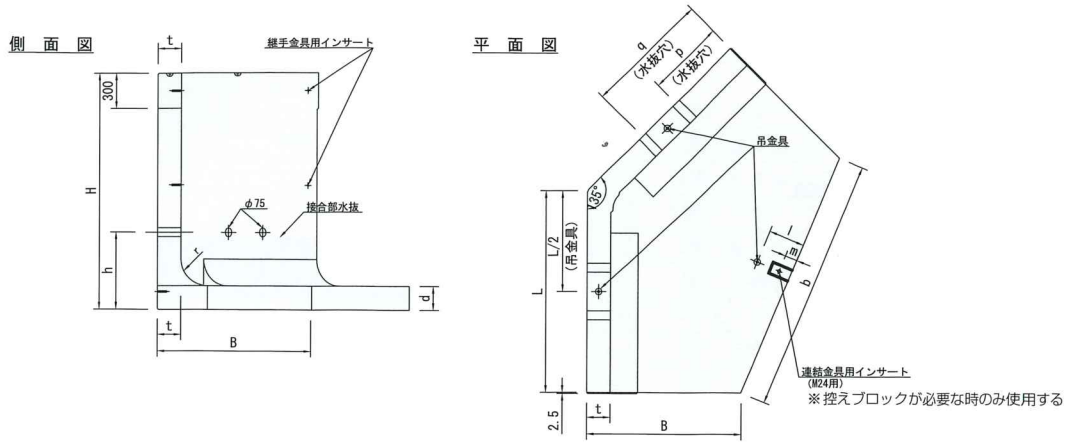 側面図
t
継手金具用インサート
300
H
φ75
接合部水抜
h
r
d
t
B
平面図
q
(水抜穴)
p
(水抜穴)
吊金具
135°
L/2
(吊金具)
L
l
m
b
連結金具用インサート
(M24用)
※控えブロックが必要な時のみ使用する
2.5
t
B